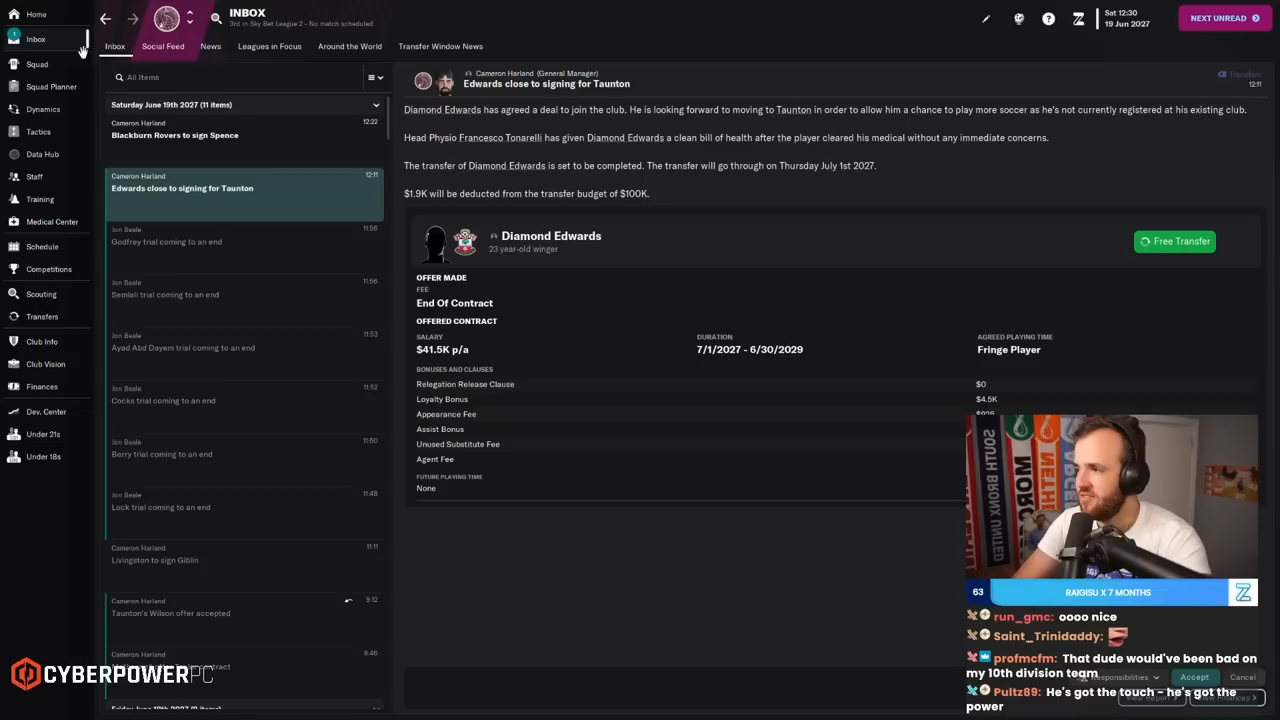 Home
Inbox
Squad
Squad Planner
Dynamics
Tactics
Data Hub
Staff
Training
Medical Center
Schedule
Competitions
Scouting
Transfers
Club Info
Club Vision
Finances
Dev. Center
Under 21s
Under 18s
INBOX
3rd in Sky Bet League 2 - No match scheduled.
Sat 12:30
19 Jun 2027
NEXT UNREAD
Inbox
Social Feed
News
Leagues in Focus
Around the World
Transfer Window News
All Items
Saturday June 19th 2027 (11 items)
Cameron Harland 12:22
Blackburn Rovers to sign Spence
Cameron Harland 12:11
Edwards close to signing for Taunton
Jon Beale 11:56
Godfrey trial coming to an end
Jon Beale 11:56
Semlali trial coming to an end
Jon Beale 11:53
Ayad Abd Dayem trial coming to an end
Jon Beale 11:52
Cocks trial coming to an end
Jon Beale 11:50
Berry trial coming to an end
Jon Beale 11:48
Lock trial coming to an end
Cameron Harland 11:11
Livingston to sign Giblin
Cameron Harland 9:12
Taunton's Wilson offer accepted
Cameron Harland 8:46
contract
CYBERPOWERPC
Cameron Harland (General Manager)
Edwards close to signing for Taunton
Transfers
12:11
Diamond Edwards has agreed a deal to join the club. He is looking forward to moving to Taunton in order to allow him a chance to play more soccer as he's not currently registered at his existing club.
Head Physio Francesco Tonarelli has given Diamond Edwards a clean bill of health after the player cleared his medical without any immediate concerns.
The transfer of Diamond Edwards is set to be completed. The transfer will go through on Thursday July 1st 2027.
$1.9K will be deducted from the transfer budget of $100K.
Diamond Edwards
23 year-old winger
Free Transfer
OFFER MADE
FEE
End Of Contract
OFFERED CONTRACT
SALARY
$41.5K p/a
DURATION
7/1/2027 - 6/30/2029
AGREED PLAYING TIME
Fringe Player
BONUSES AND CLAUSES
Relegation Release Clause $0
Loyalty Bonus $4.5K
Appearance Fee
Assist Bonus
Unused Substitute Fee
Agent Fee
FUTURE PLAYING TIME
None
SOUTH BRONX UNITED
63
RAIGISU X 7 MONTHS
run_gmc: oooo nice
Saint_Trinidaddy:
profmcfm: That dude would've been bad on
my 10th division team
Pultz89: He's got the touch - he's got the
power
Responsibilities
Accept
Cancel